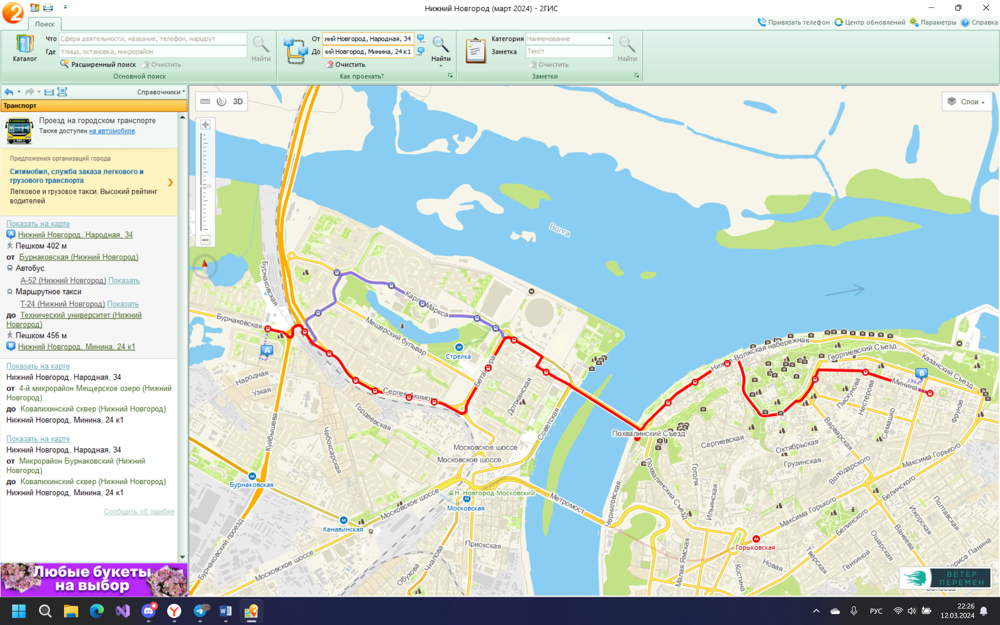 Нижний Новгород (март 2024) - 2ГИС
Поиск
Привязать телефон
Центр обновлений
Параметры
Справка
Каталог
Что
Сфера деятельности, название, телефон, маршрут
Где
Улица, остановка, микрорайон
Расширенный поиск
Очистить
Найти
Основной поиск
От
ний Новгород, Народная, 34
До
ий Новгород, Минина, 24 к1
Очистить
Найти
Как проехать?
Категория
Наименование
Заметка
Текст
Очистить
Найти
Заметки
Справочники
Транспорт
Проезд на городском транспорте
Также доступен на автомобиле.
Предложения организаций города
Ситимобил, служба заказа легкового и
грузового транспорта
Легковое и грузовое такси. Высокий рейтинг
водителей
Показать на карте
A Нижний Новгород, Народная, 34
Пешком 402 м
от Бурнаковская (Нижний Новгород)
Автобус
А-52 (Нижний Новгород) Показать
Маршрутное такси
Т-24 (Нижний Новгород) Показать
до Технический университет (Нижний
Новгород)
Пешком 456 м
B Нижний Новгород, Минина, 24 к1
Показать на карте
Нижний Новгород, Народная, 34
от 4-й микрорайон Мещерское озеро (Нижний
Новгород)
до Ковалихинский сквер (Нижний Новгород)
Нижний Новгород, Минина, 24 к1
Показать на карте
Нижний Новгород, Народная, 34
от Микрорайон Бурнаковский (Нижний
Новгород)
до Ковалихинский сквер (Нижний Новгород)
Нижний Новгород, Минина, 24 к1
Сообщить об ошибке
Любые букеты
на выбор
3D
Слои
Волга
Бурнаковская
Бурнаковская
Карла Маркса
Мещерский бульвар
Стрелка
A
Народная
Узкая
Сергея Акимова
Бетанкура
Должанская
Советская
Гордеевская
Чебоксарская
Куйбышева
Московское шоссе
Московское шоссе
Бурнаковская
Н. Новгород-Московский
Московская
Московское шоссе
Канавинская
Метромост
Приокская
Чкалова
Обухова
Московское шоссе
Бурнаковский проезд
Нижне-Волжская набережная
Георгиевский Съезд
Казанский Съезд
B
Минина
Пискунова
Нестерова
Семашко
Фрунзе
Варварская
Похвалинский Съезд
Сергиевская
Октябрьская
Грузинская
Володарского
Максима Горького
Похвалинский Съезд
Гоголя
Ильинская
Черниговская
Максима Горького
Белинского
Белинского
Полтавская
Ижорская
Ванеева
Ошарская
Горьковская
Малая Ямская
Костина
Новая
Тверская
Генкиной
Бориса Панина
ВЕТЕР
ПЕРЕМЕН
19
РУС
22:26
12.03.2024